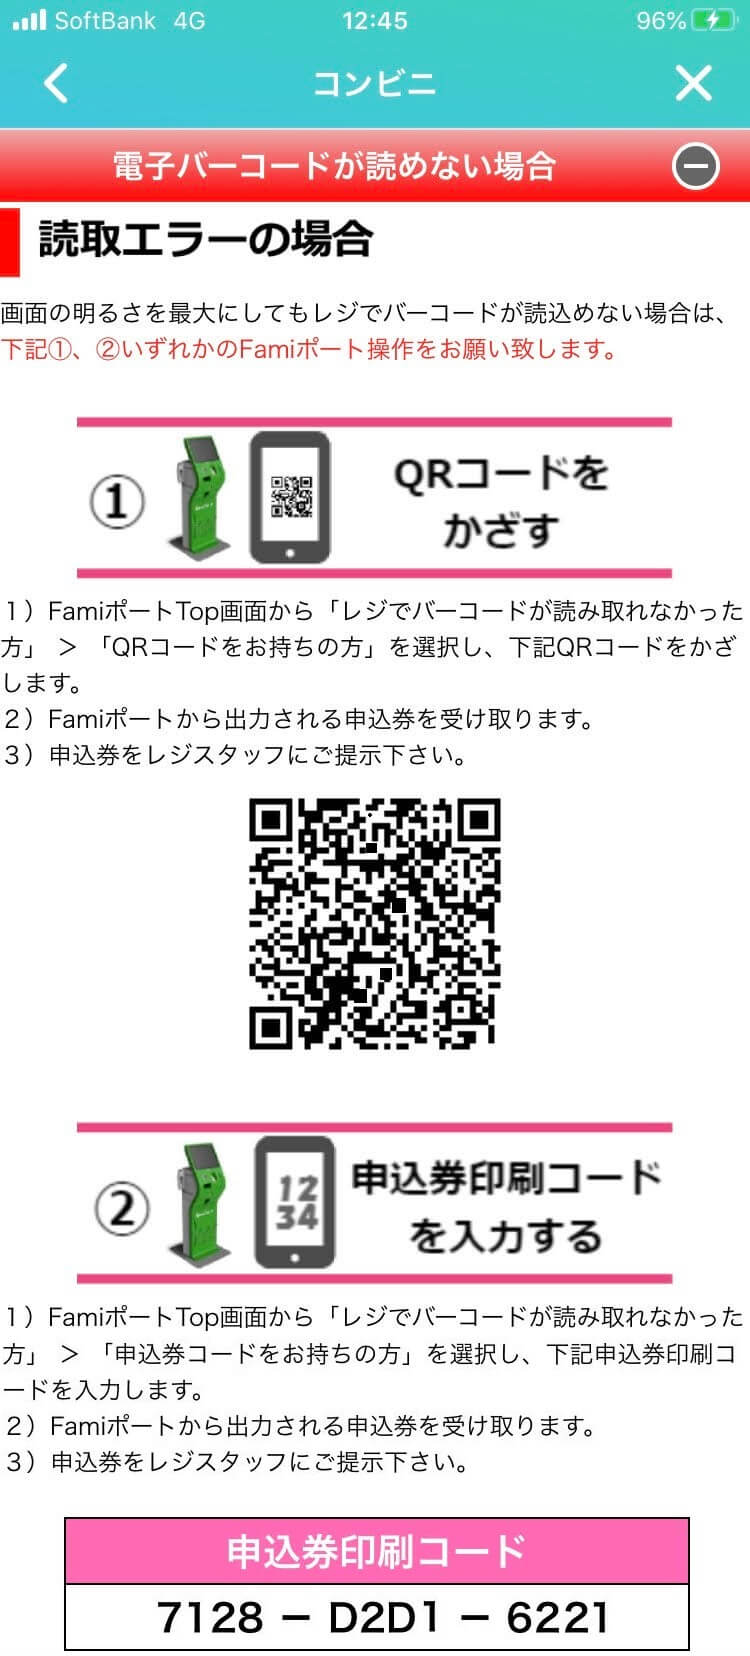 SoftBank 4G 12:45 96%
コンビニ
電子バーコードが読めない場合
読取エラーの場合
画面の明るさを最大にしてもレジでバーコードが読込めない場合は、
下記①、②いずれかのFamiポート操作をお願い致します。
① QRコードを
かざす
１）FamiポートTop画面から「レジでバーコードが読み取れなかった
方」 ＞ 「QRコードをお持ちの方」を選択し、下記QRコードをかざ
します。
２）Famiポートから出力される申込券を受け取ります。
３）申込券をレジスタッフにご提示下さい。
② 12
34
申込券印刷コード
を入力する
１）FamiポートTop画面から「レジでバーコードが読み取れなかった
方」 ＞ 「申込券コードをお持ちの方」を選択し、下記申込券印刷コ
ードを入力します。
２）Famiポートから出力される申込券を受け取ります。
３）申込券をレジスタッフにご提示下さい。
申込券印刷コード
7128 － D2D1 － 6221